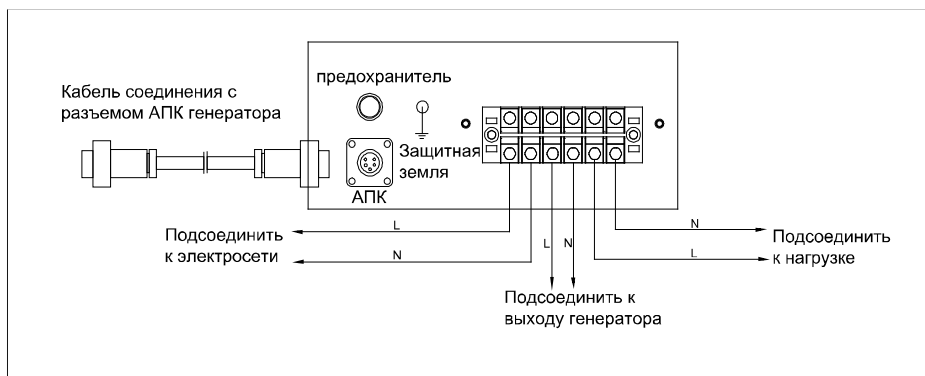 предохранитель
Кабель соединения с
разъемом АПК генератора
Защитная
земля
АПК
L
N
Подсоединить
к электросети
N
L
L
N
Подсоединить
к нагрузке
Подсоединить к
выходу генератора